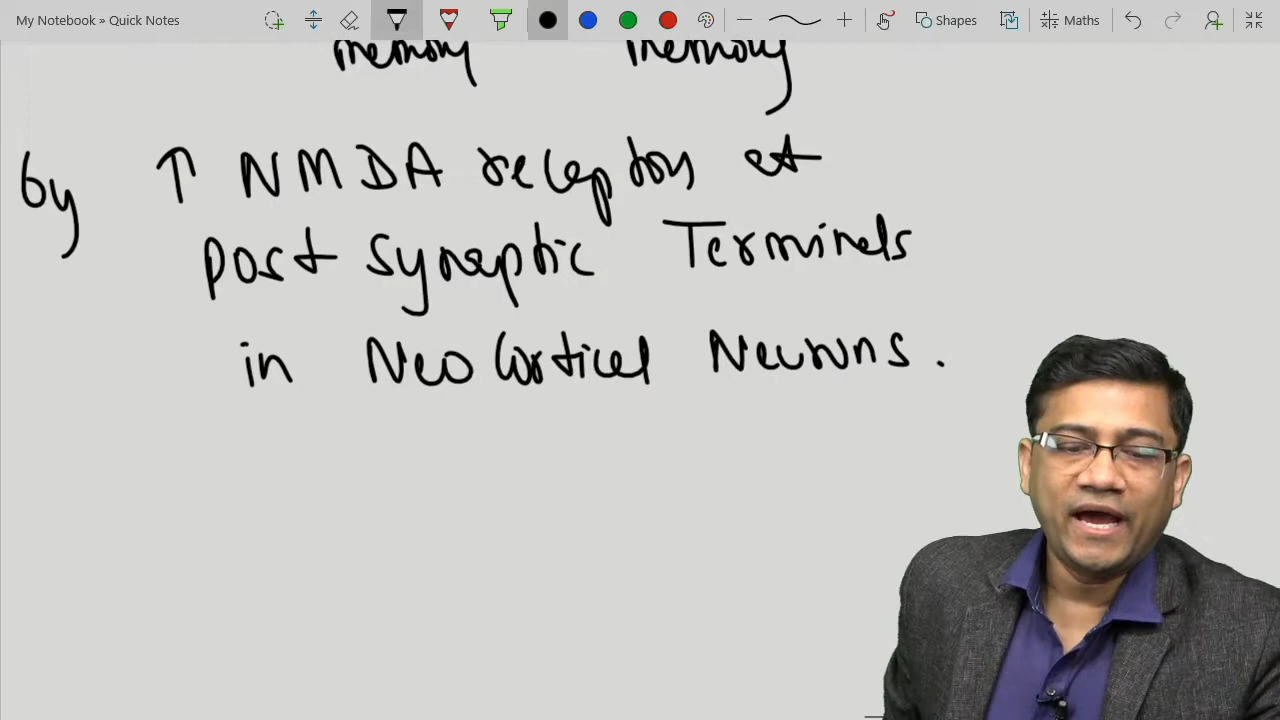 My Notebook » Quick Notes
Shapes
Maths
memory memory
by ↑ NMDA receptors at
post synaptic Terminals
in Neocortical Neurons.